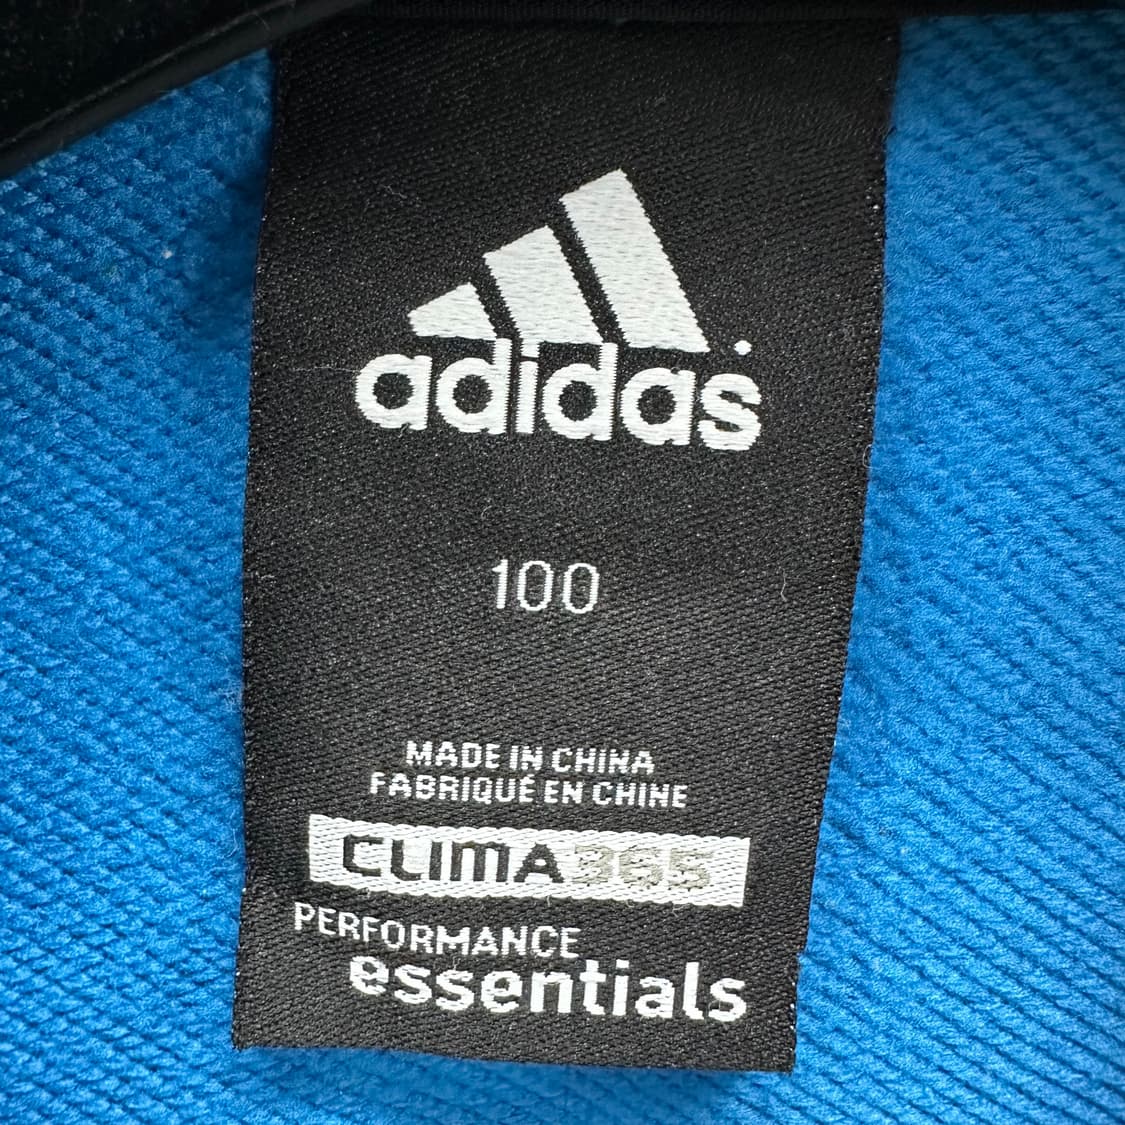 adidas
100
MADE IN CHINA
FABRIQUÉ EN CHINE
CLIMA365
PERFORMANCE
essentials